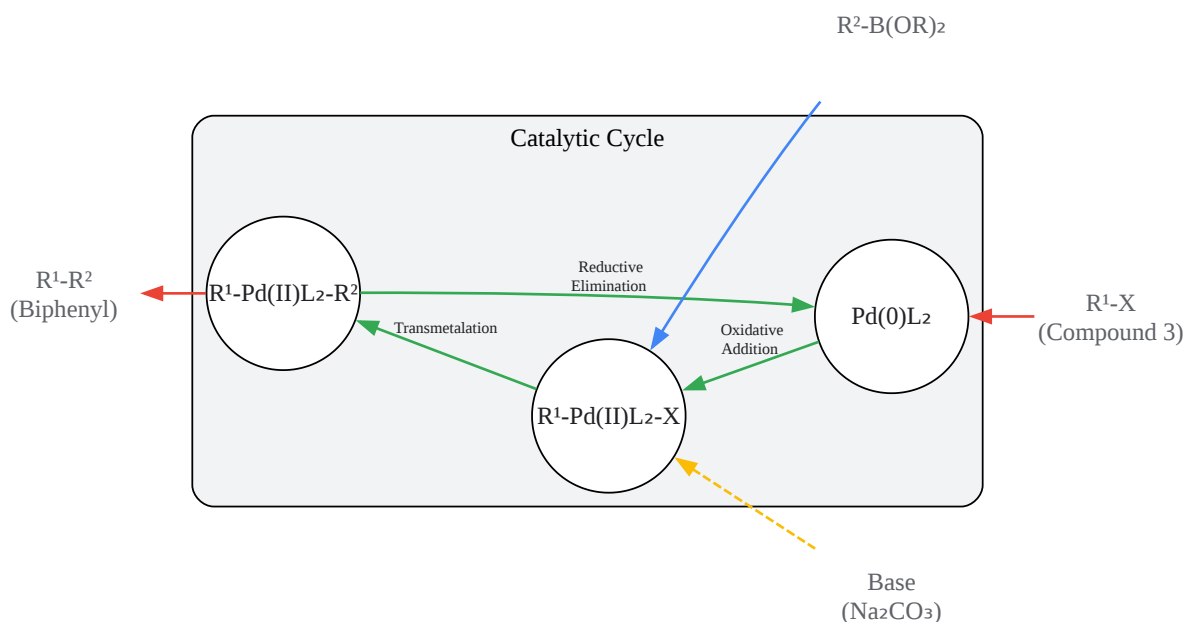 R²-B(OR)₂
Catalytic Cycle
Reductive
Elimination
R¹-R²
(Biphenyl)
R¹-Pd(II)L₂-R²
Transmetalation
Oxidative
Addition
Pd(0)L₂
R¹-X
(Compound 3)
R¹-Pd(II)L₂-X
Base
(Na₂CO₃)